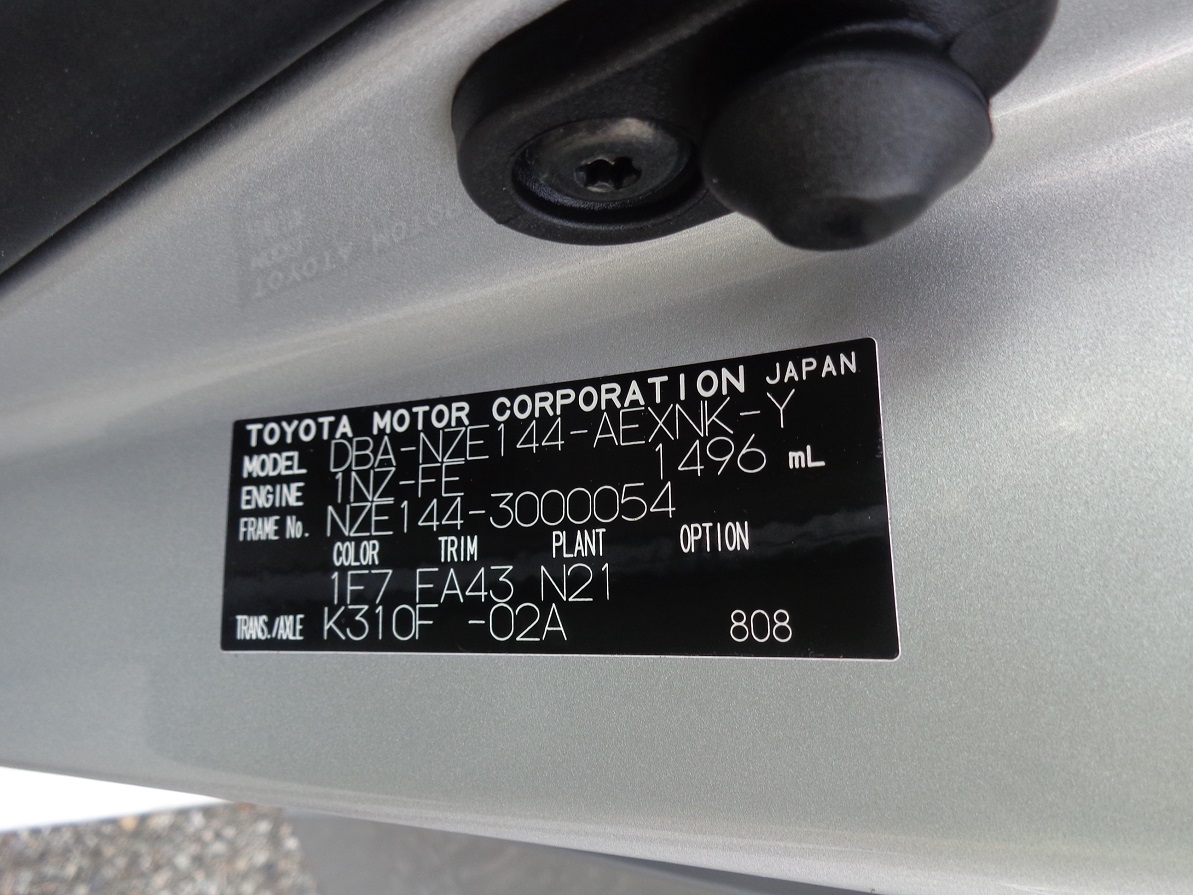 TOYOTA MOTOR CORPORATION JAPAN
MODEL DBA-NZE144-AEXNK-Y
ENGINE 1NZ-FE 1496 mL
FRAME No. NZE144-3000054
COLOR TRIM PLANT OPTION
1F7 FA43 N21
TRANS./AXLE K310F -02A 808